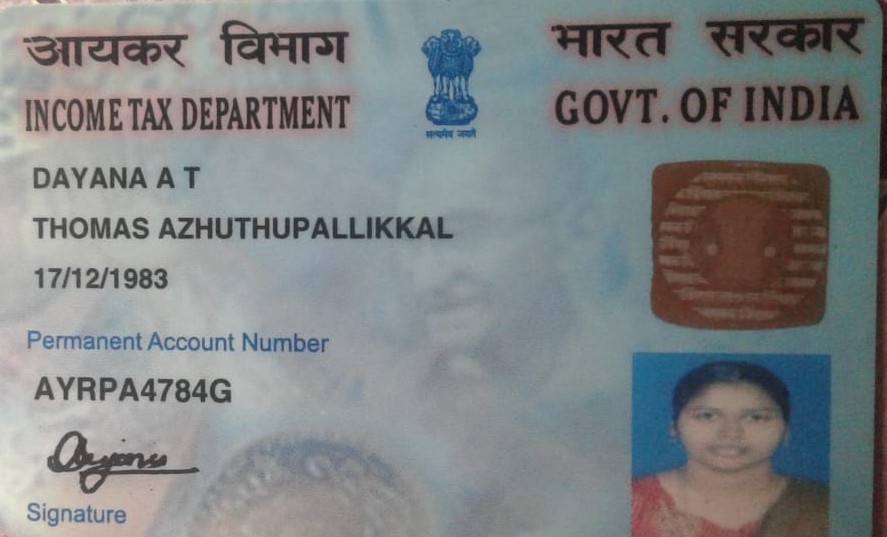 आयकर विभाग
भारत सरकार
INCOME TAX DEPARTMENT
GOVT. OF INDIA
सत्यमेव जयते
DAYANA A T
THOMAS AZHUTHUPALLIKKAL
17/12/1983
Permanent Account Number
AYRPA4784G
Signature